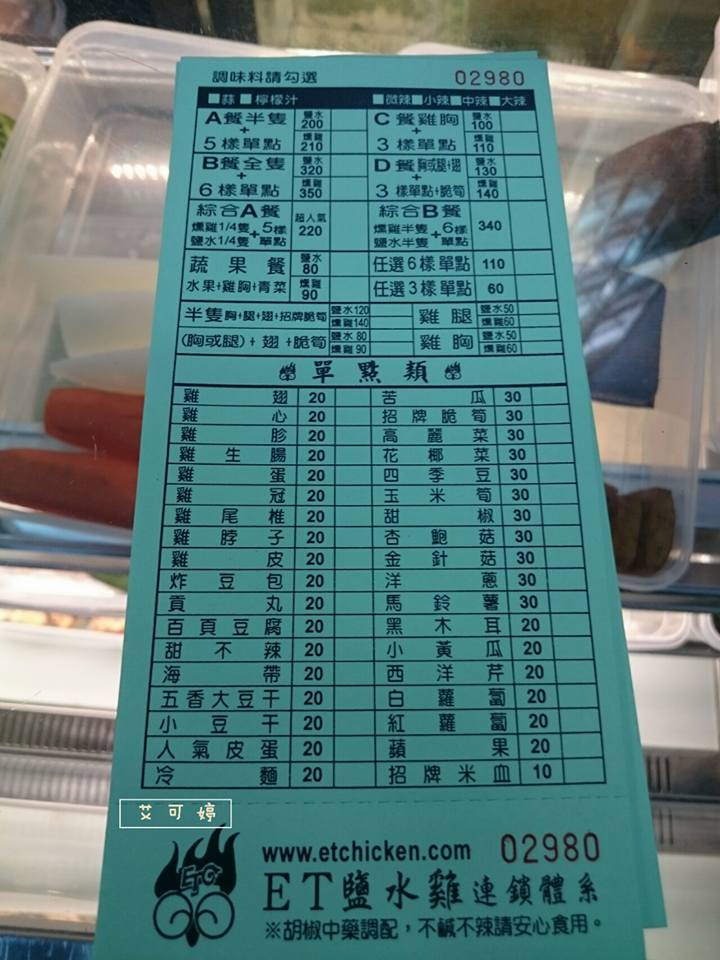 調味料請勾選 02980
■蒜■檸檬汁 ■微辣■小辣■中辣■大辣
A餐半隻 + 5樣單點 鹽水 200 燻雞 210 C餐雞胸 + 3樣單點 鹽水 100 燻雞 110
B餐全隻 + 6樣單點 鹽水 320 燻雞 350 D餐胸或腿+翅 + 3樣單點+脆筍 鹽水 130 燻雞 140
綜合A餐 燻雞1/4隻 鹽水1/4隻 + 5樣單點 超人氣 220 綜合B餐 燻雞半隻 鹽水半隻 + 6樣單點 340
蔬果餐 水果+雞胸+青菜 鹽水 80 燻雞 90 任選6樣單點 110
任選3樣單點 60
半隻胸+腿+翅+招牌脆筍 鹽水120 燻雞140 雞腿 鹽水50 燻雞60
(胸或腿)+翅+脆筍 鹽水80 燻雞90 雞胸 鹽水50 燻雞60
單點類
雞翅 20 苦瓜 30
雞心 20 招牌脆筍 30
雞胗 20 高麗菜 30
雞生腸 20 花椰菜 30
雞蛋 20 四季豆 30
雞冠 20 玉米筍 30
雞尾椎 20 甜椒 30
雞脖子 20 杏鮑菇 30
雞皮 20 金針菇 30
炸豆包 20 洋蔥 30
貢丸 20 馬鈴薯 30
百頁豆腐 20 黑木耳 20
甜不辣 20 小黃瓜 20
海帶 20 西洋芹 20
五香大豆干 20 白蘿蔔 20
小豆干 20 紅蘿蔔 20
人氣皮蛋 20 蘋果 20
冷麵 20 招牌米血 10
艾可婷
www.etchicken.com 02980
ETC
ET鹽水雞連鎖體系
※胡椒中藥調配，不鹹不辣請安心食用。